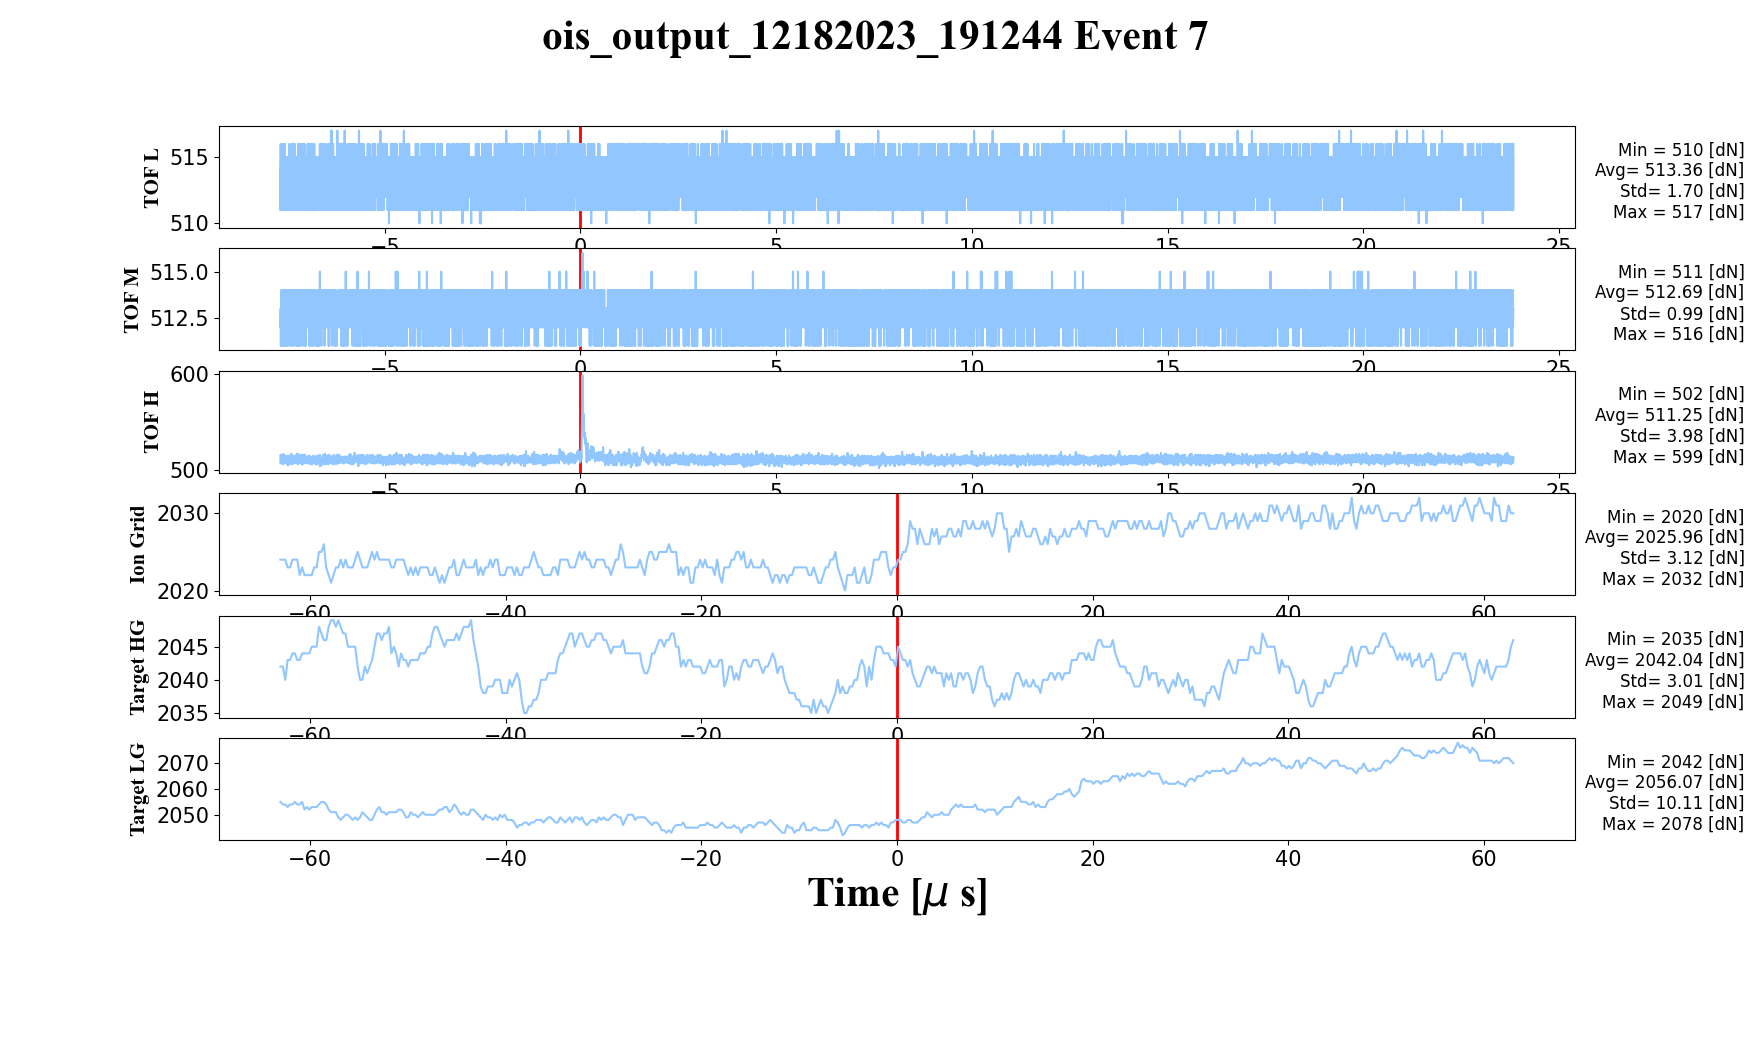 ois_output_12182023_191244 Event 7
TOF L
515
510
−5
0
5
10
15
20
25
Min = 510 [dN]
Avg= 513.36 [dN]
Std= 1.70 [dN]
Max = 517 [dN]
TOF M
515.0
512.5
−5
0
5
10
15
20
25
Min = 511 [dN]
Avg= 512.69 [dN]
Std= 0.99 [dN]
Max = 516 [dN]
TOF H
600
500
−5
0
5
10
15
20
25
Min = 502 [dN]
Avg= 511.25 [dN]
Std= 3.98 [dN]
Max = 599 [dN]
Ion Grid
2030
2020
−60
−40
−20
0
20
40
60
Min = 2020 [dN]
Avg= 2025.96 [dN]
Std= 3.12 [dN]
Max = 2032 [dN]
Target HG
2045
2040
2035
−60
−40
−20
0
20
40
60
Min = 2035 [dN]
Avg= 2042.04 [dN]
Std= 3.01 [dN]
Max = 2049 [dN]
Target LG
2070
2060
2050
−60
−40
−20
0
20
40
60
Min = 2042 [dN]
Avg= 2056.07 [dN]
Std= 10.11 [dN]
Max = 2078 [dN]
Time [μ s]